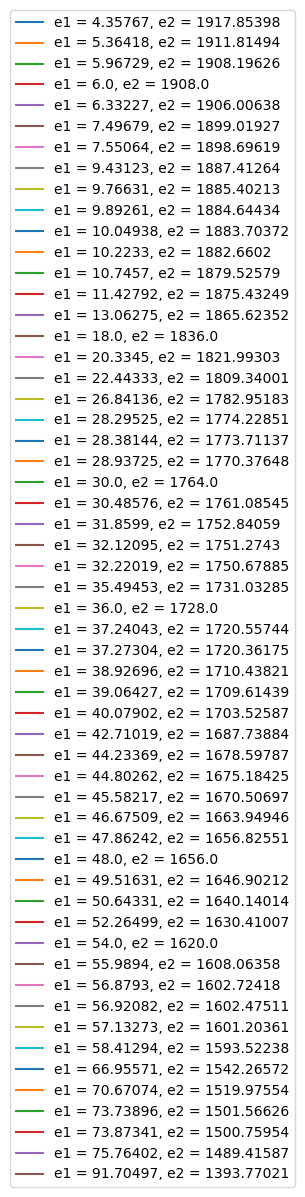 e1 = 4.35767, e2 = 1917.85398
e1 = 5.36418, e2 = 1911.81494
e1 = 5.96729, e2 = 1908.19626
e1 = 6.0, e2 = 1908.0
e1 = 6.33227, e2 = 1906.00638
e1 = 7.49679, e2 = 1899.01927
e1 = 7.55064, e2 = 1898.69619
e1 = 9.43123, e2 = 1887.41264
e1 = 9.76631, e2 = 1885.40213
e1 = 9.89261, e2 = 1884.64434
e1 = 10.04938, e2 = 1883.70372
e1 = 10.2233, e2 = 1882.6602
e1 = 10.7457, e2 = 1879.52579
e1 = 11.42792, e2 = 1875.43249
e1 = 13.06275, e2 = 1865.62352
e1 = 18.0, e2 = 1836.0
e1 = 20.3345, e2 = 1821.99303
e1 = 22.44333, e2 = 1809.34001
e1 = 26.84136, e2 = 1782.95183
e1 = 28.29525, e2 = 1774.22851
e1 = 28.38144, e2 = 1773.71137
e1 = 28.93725, e2 = 1770.37648
e1 = 30.0, e2 = 1764.0
e1 = 30.48576, e2 = 1761.08545
e1 = 31.8599, e2 = 1752.84059
e1 = 32.12095, e2 = 1751.2743
e1 = 32.22019, e2 = 1750.67885
e1 = 35.49453, e2 = 1731.03285
e1 = 36.0, e2 = 1728.0
e1 = 37.24043, e2 = 1720.55744
e1 = 37.27304, e2 = 1720.36175
e1 = 38.92696, e2 = 1710.43821
e1 = 39.06427, e2 = 1709.61439
e1 = 40.07902, e2 = 1703.52587
e1 = 42.71019, e2 = 1687.73884
e1 = 44.23369, e2 = 1678.59787
e1 = 44.80262, e2 = 1675.18425
e1 = 45.58217, e2 = 1670.50697
e1 = 46.67509, e2 = 1663.94946
e1 = 47.86242, e2 = 1656.82551
e1 = 48.0, e2 = 1656.0
e1 = 49.51631, e2 = 1646.90212
e1 = 50.64331, e2 = 1640.14014
e1 = 52.26499, e2 = 1630.41007
e1 = 54.0, e2 = 1620.0
e1 = 55.9894, e2 = 1608.06358
e1 = 56.8793, e2 = 1602.72418
e1 = 56.92082, e2 = 1602.47511
e1 = 57.13273, e2 = 1601.20361
e1 = 58.41294, e2 = 1593.52238
e1 = 66.95571, e2 = 1542.26572
e1 = 70.67074, e2 = 1519.97554
e1 = 73.73896, e2 = 1501.56626
e1 = 73.87341, e2 = 1500.75954
e1 = 75.76402, e2 = 1489.41587
e1 = 91.70497, e2 = 1393.77021